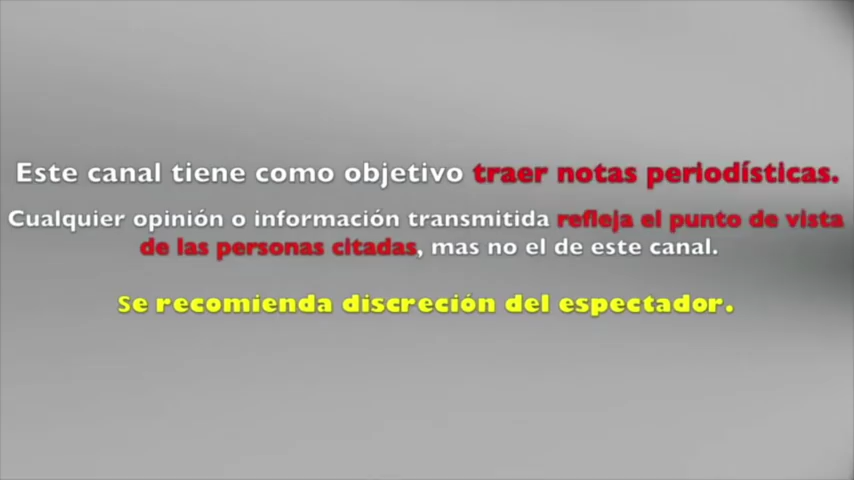 Este canal tiene como objetivo traer notas periodísticas.
Cualquier opinión o información transmitida refleja el punto de vista
de las personas citadas, mas no el de este canal.
Se recomienda discreción del espectador.